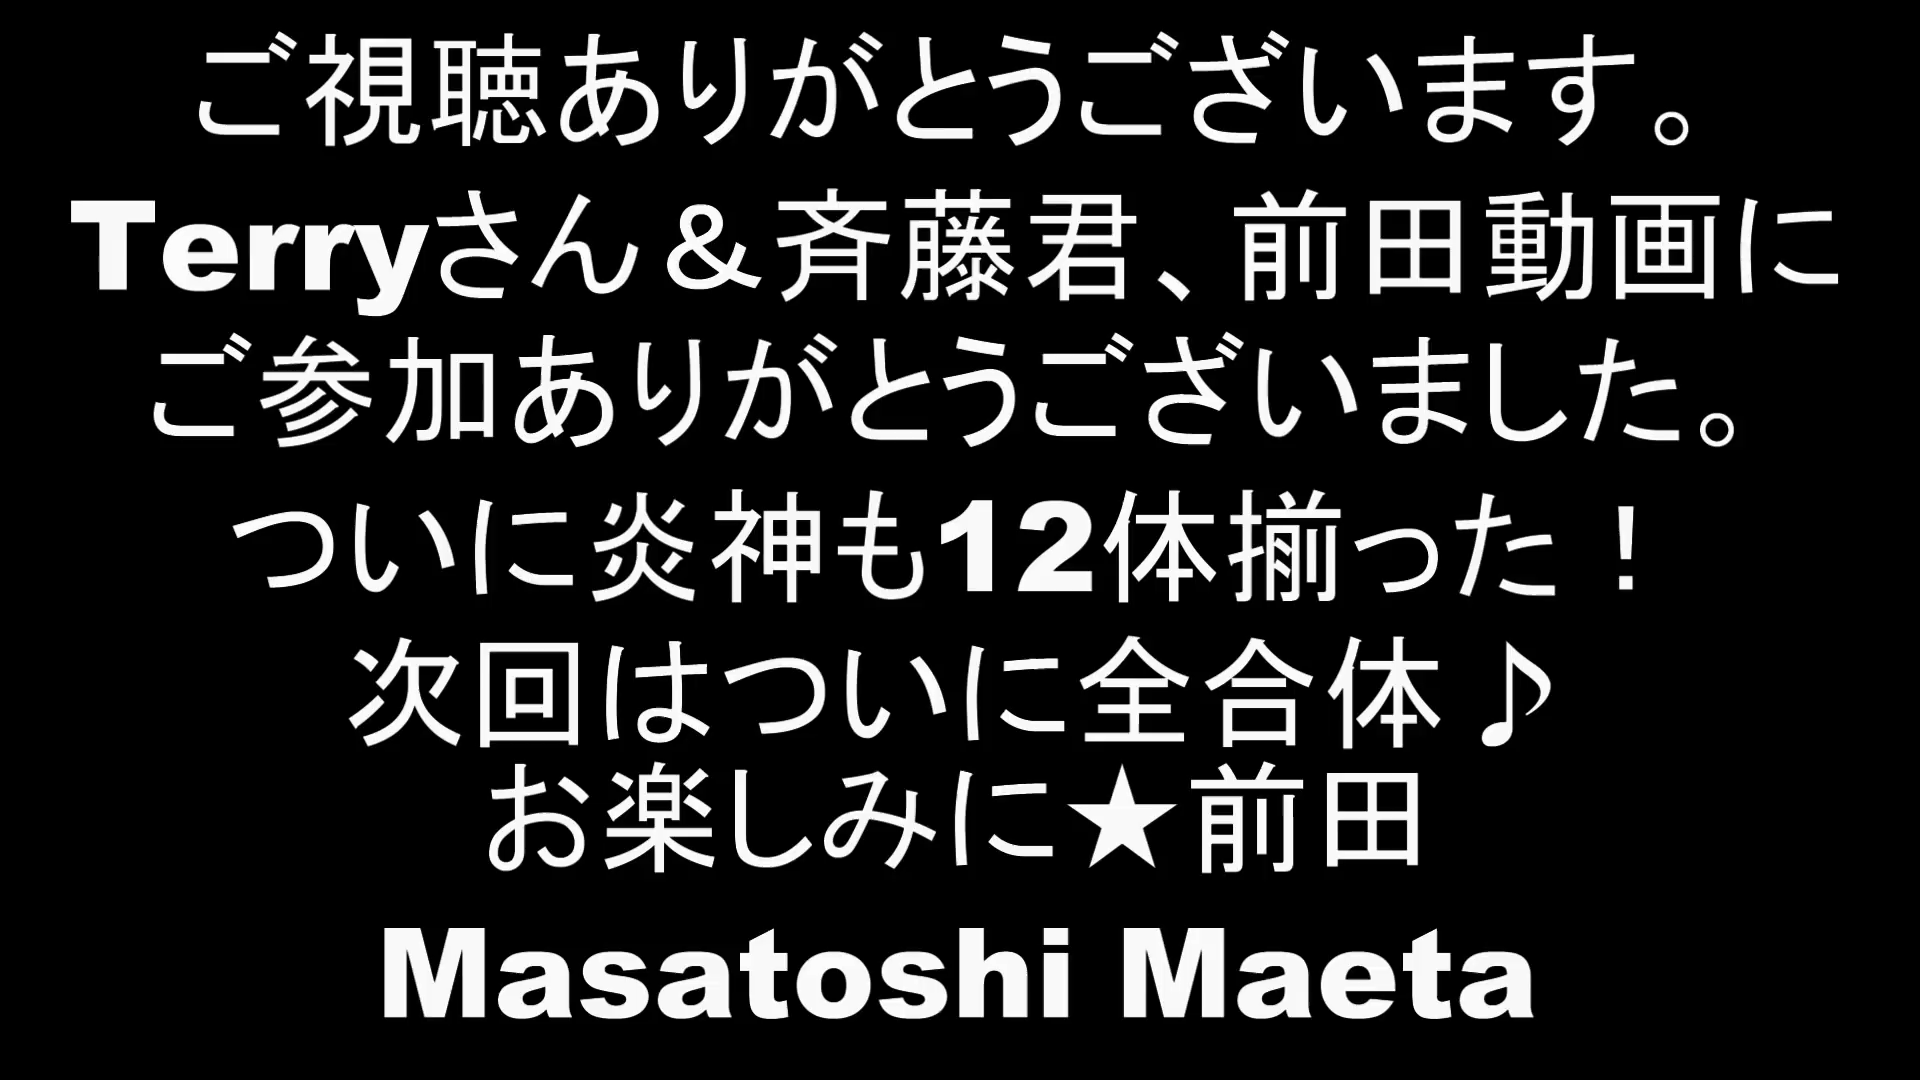 ご視聴ありがとうございます。
Terryさん＆斉藤君、前田動画に
ご参加ありがとうございました。
ついに炎神も12体揃った！
次回はついに全合体♪
お楽しみに★前田
Masatoshi Maeta